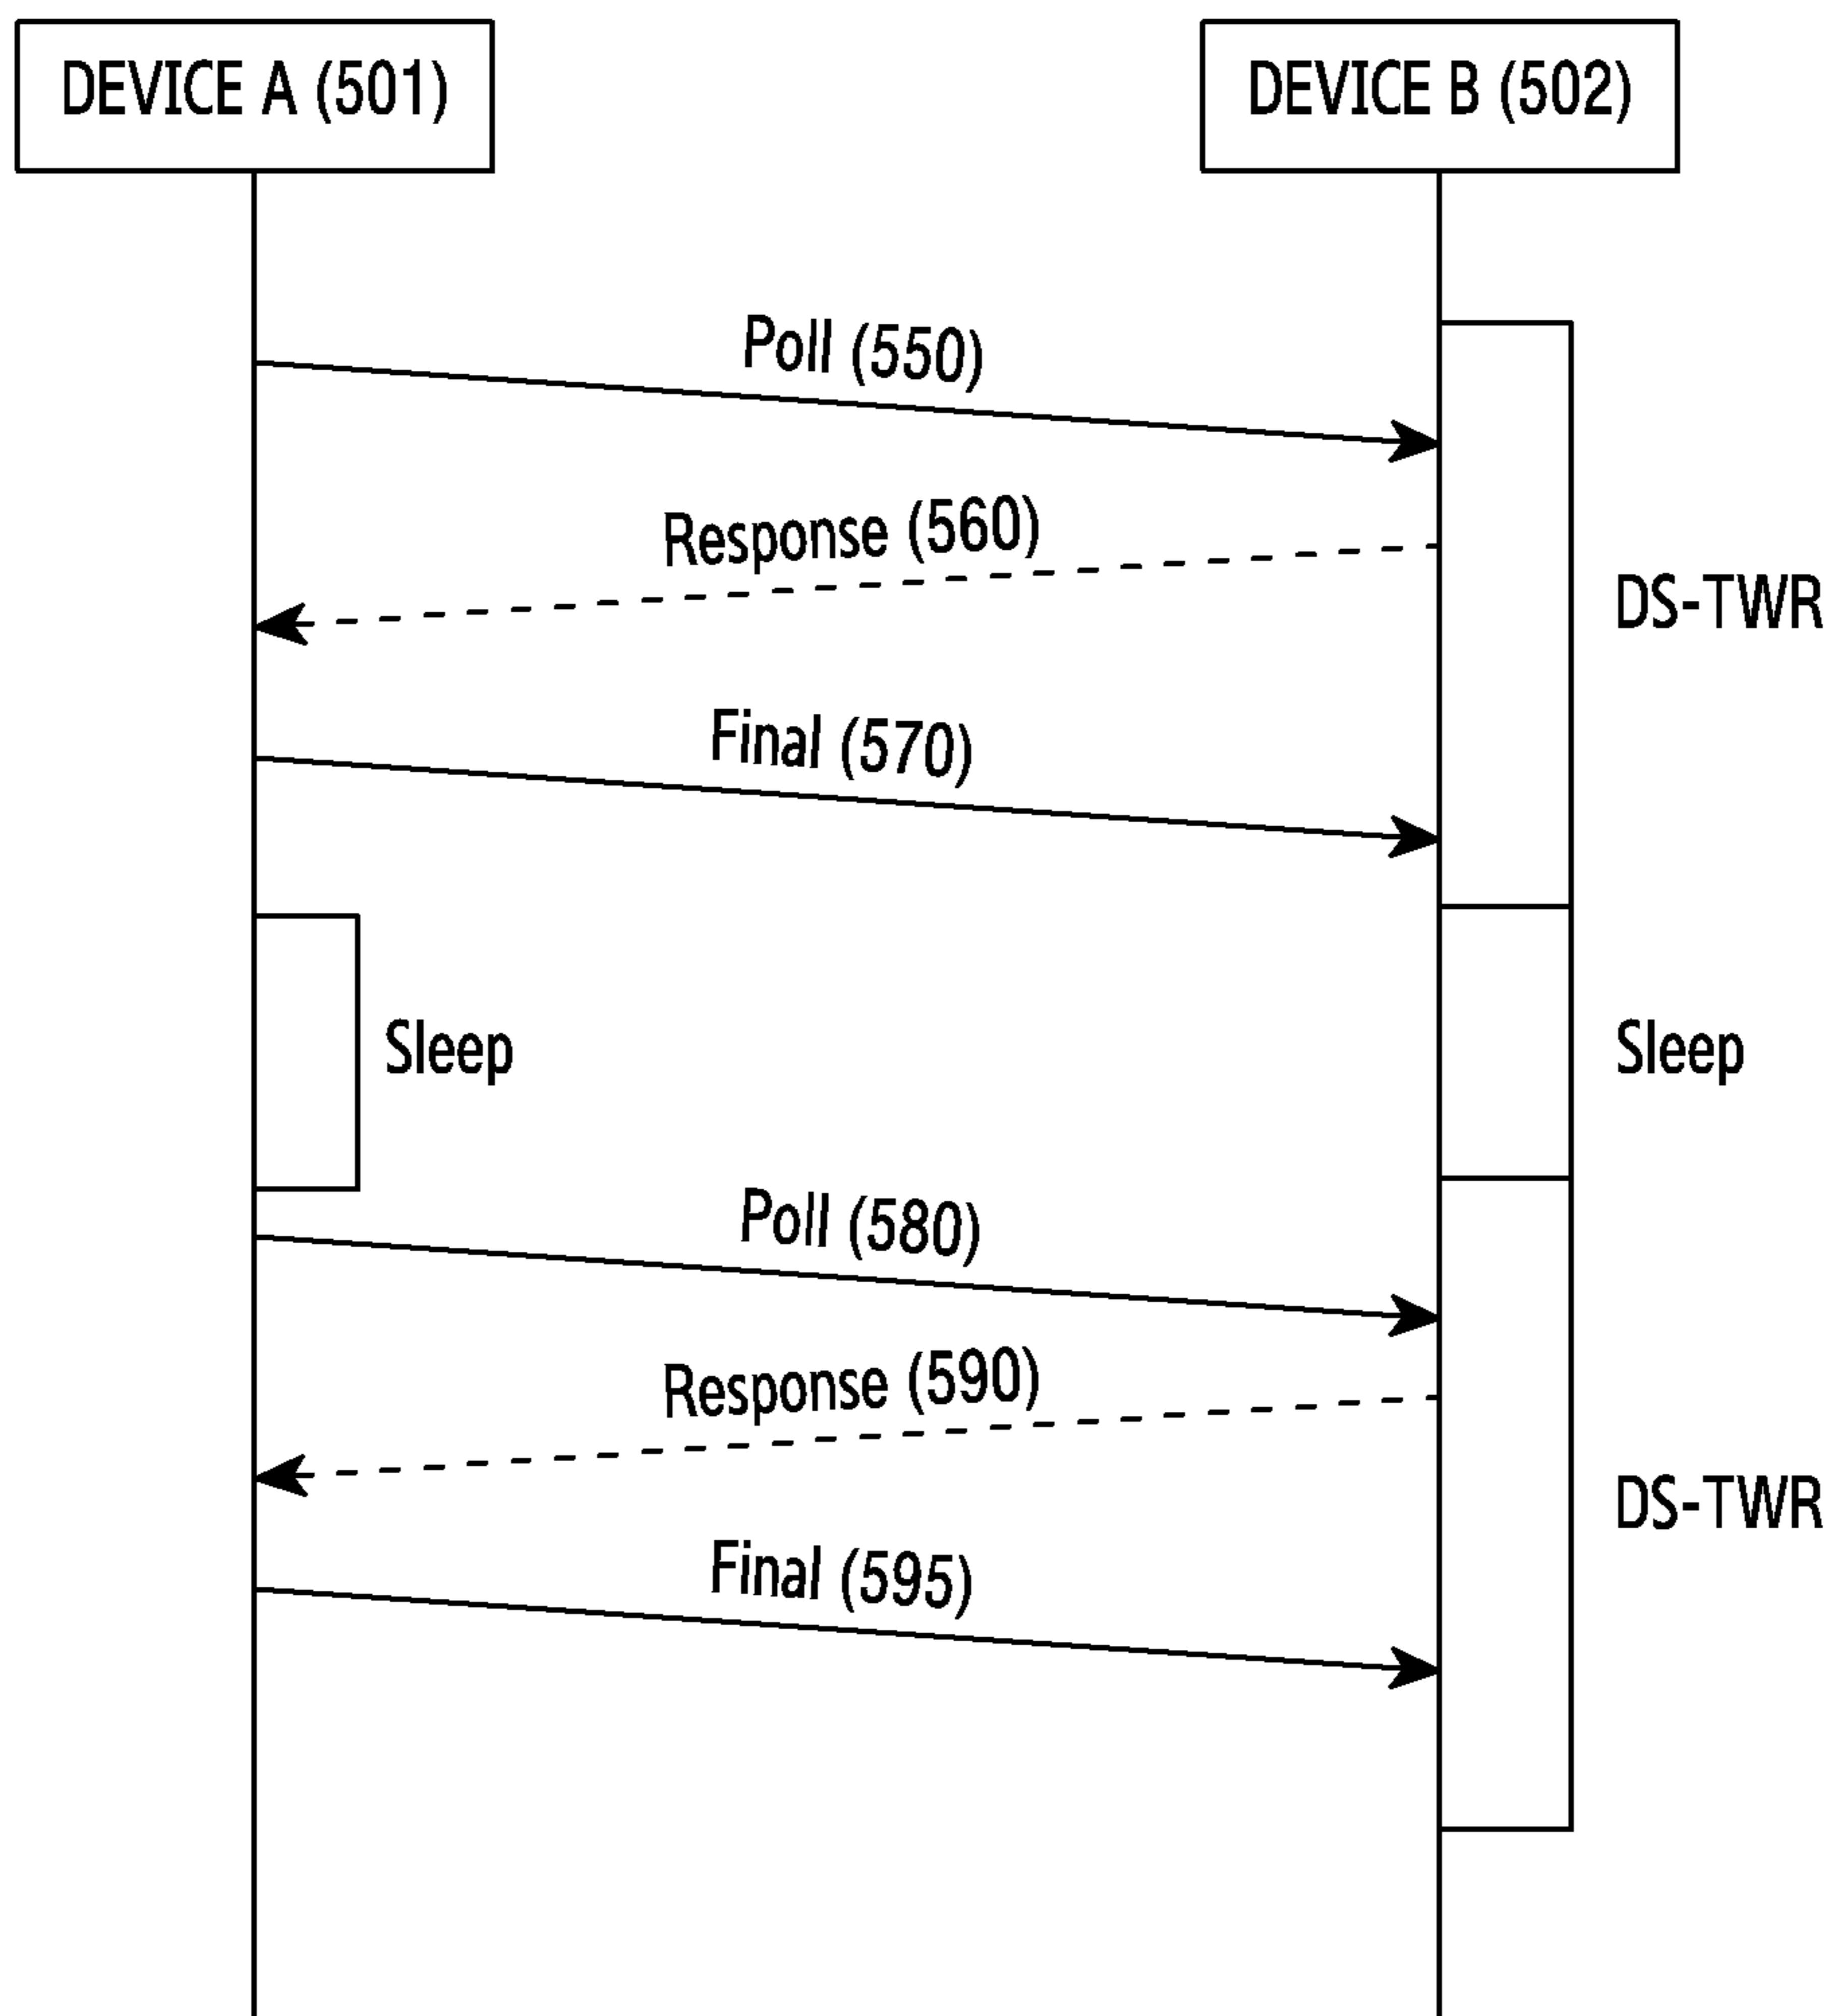 DEVICE A (501)
DEVICE B (502)
Poll (550)
Response (560)
DS-TWR
Final (570)
Sleep
Sleep
Poll (580)
Response (590)
DS-TWR
Final (595)